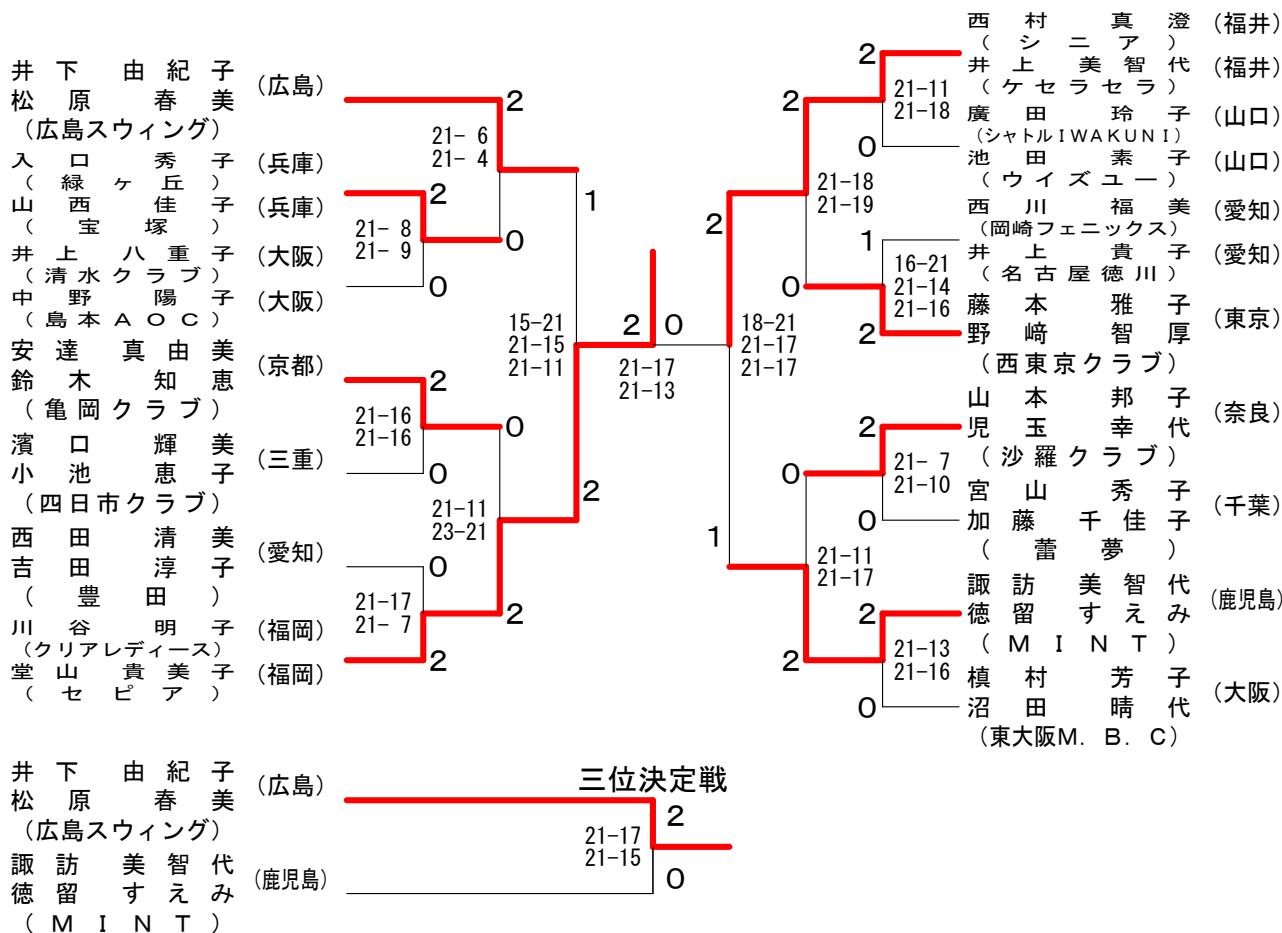 井下 由紀子
松原 春美
(広島スウィング)
(広島)
入口 秀子
(緑ヶ丘)
(兵庫)
山西 佳子
(宝塚)
(兵庫)
井上 八重子
(清水クラブ)
(大阪)
中野 陽子
(島本AOC)
(大阪)
安達 真由美
鈴木 知恵
(亀岡クラブ)
(京都)
濱口 輝美
小池 恵子
(四日市クラブ)
(三重)
西田 清美
吉田 淳子
(豊田)
(愛知)
川谷 明子
(クリアレディース)
(福岡)
堂山 貴美子
(セピア)
(福岡)
2
21- 6
21- 4
0
2
21- 8
21- 9
0
1
15-21
21-15
21-11
2
2
21-16
21-16
0
0
21-11
23-21
2
0
21-17
21- 7
2
2
0
21-17
21-13
2
18-21
21-17
21-17
1
2
21-18
21-19
0
2
21-11
21-18
0
1
16-21
21-14
21-16
2
0
21-11
21-17
2
2
21- 7
21-10
0
2
21-13
21-16
0
西村 真澄
(シニア)
(福井)
井上 美智代
(ケセラセラ)
(福井)
廣田 玲子
(シャトルIWAKUNI)
(山口)
池田 素子
(ウイズユー)
(山口)
西川 福美
(岡崎フェニックス)
(愛知)
井上 貴子
(名古屋徳川)
(愛知)
藤本 雅子
野﨑 智厚
(西東京クラブ)
(東京)
山本 邦子
児玉 幸代
(沙羅クラブ)
(奈良)
宮山 秀子
加藤 千佳子
(蕾夢)
(千葉)
諏訪 美智代
徳留 すえみ
(MINT)
(鹿児島)
槙村 芳子
沼田 晴代
(東大阪M.B.C)
(大阪)
三位決定戦
井下 由紀子
松原 春美
(広島スウィング)
(広島)
諏訪 美智代
徳留 すえみ
(MINT)
(鹿児島)
2
21-17
21-15
0